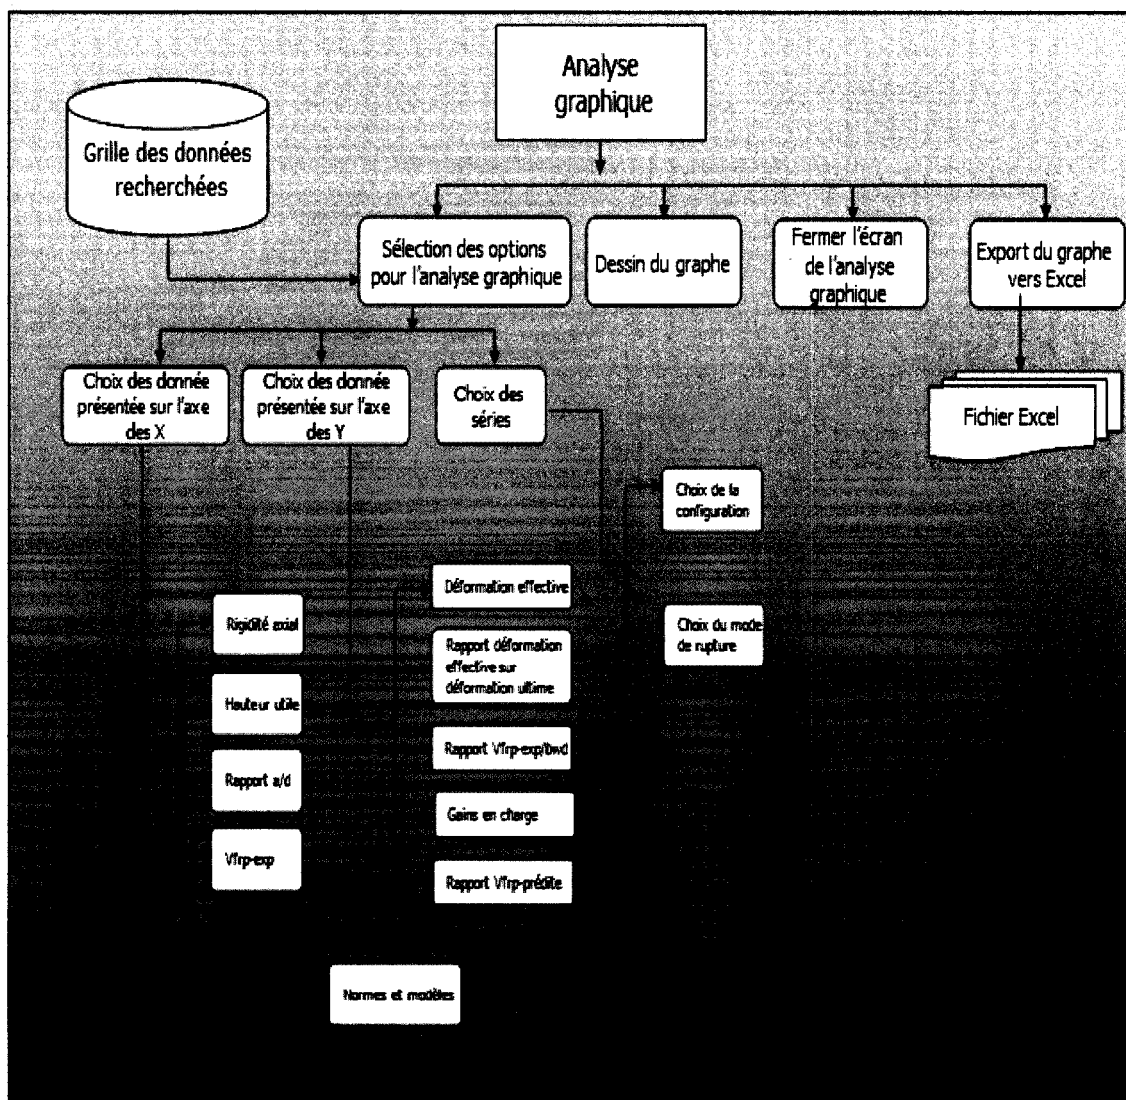 Analyse
graphique
Grille des données
recherchées
Sélection des options
pour l'analyse graphique
Dessin du graphe
Fermer l'écran
de l'analyse
graphique
Export du graphe
vers Excel
Choix des donnée
présentée sur l'axe
des X
Choix des donnée
présentée sur l'axe
des Y
Choix des
séries
Fichier Excel
Choix de la
configuration
Choix du mode
de rupture
Rigidité axial
Hauteur utile
Rapport a/d
Vfrp-exp
Déformation effective
Rapport déformation
effective sur
déformation ultime
Rapport Vfrp-exp/bwd
Gains en charge
Rapport Vfrp-prédite
Normes et modèles